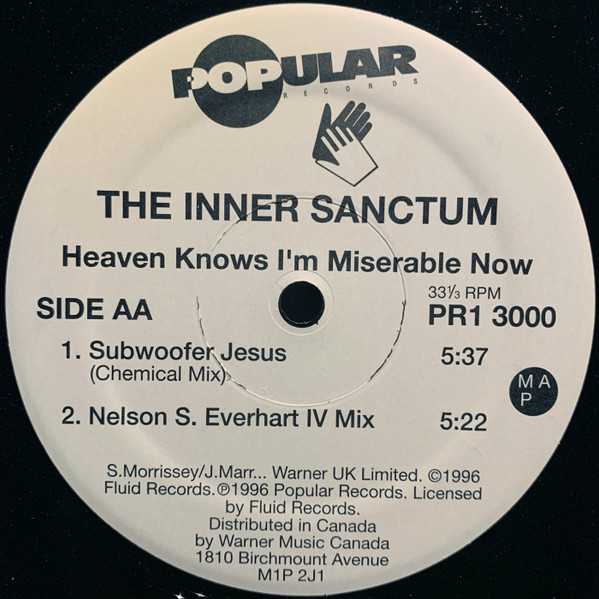 POPULAR
RECORDS
THE INNER SANCTUM
Heaven Knows I'm Miserable Now
SIDE AA
33⅓ RPM
PR1 3000
1. Subwoofer Jesus 5:37
(Chemical Mix)
2. Nelson S. Everhart IV Mix 5:22
M A
P
S.Morrissey/J.Marr... Warner UK Limited. ©1996
Fluid Records.℗1996 Popular Records. Licensed
by Fluid Records.
Distributed in Canada
by Warner Music Canada
1810 Birchmount Avenue
M1P 2J1